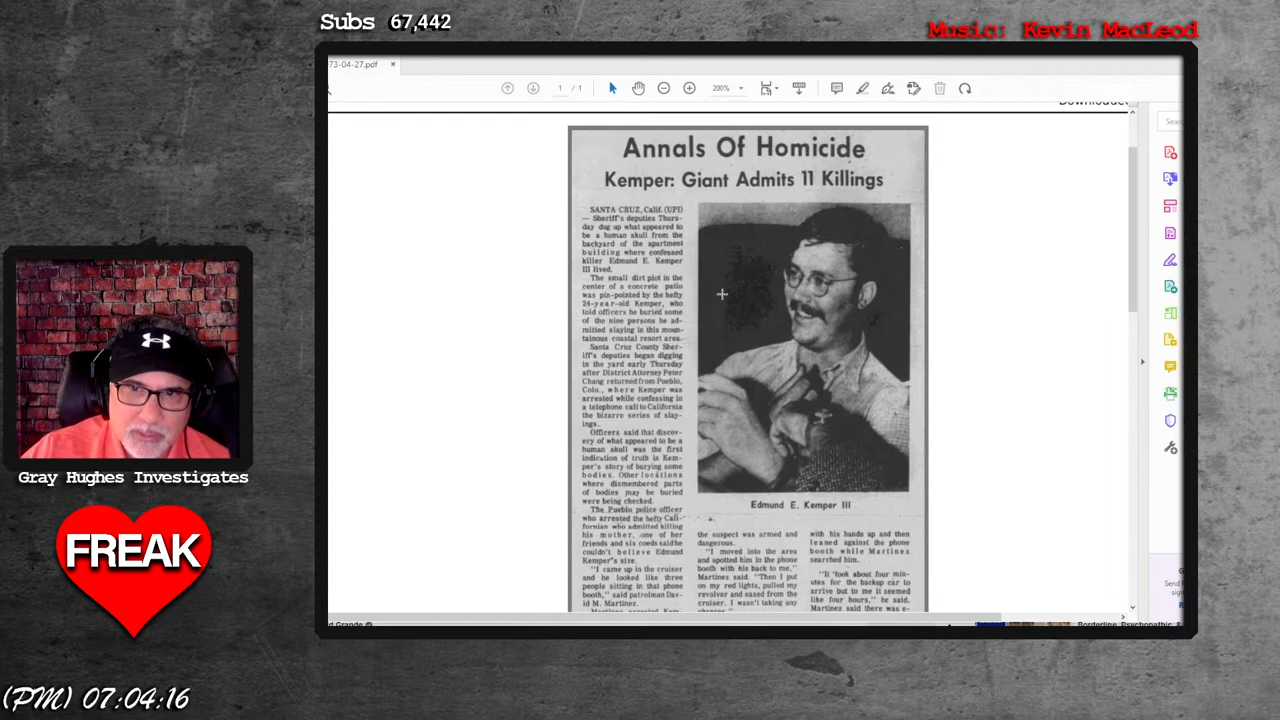 Subs 67,442
Music: Kevin MacLeod
73-04-27.pdf
1 / 1
200%
Annals Of Homicide
Kemper: Giant Admits 11 Killings
SANTA CRUZ, Calif. (UPI)
— Sheriff's deputies Thurs-
day dug up what appeared to
be a human skull from the
backyard of the apartment
building where confessed
killer Edmund E. Kemper
III lived.
The small dirt plot in the
center of a concrete patio
was pin-pointed by the hefty
24-year-old Kemper, who
told officers he buried some
of the nine persons he ad-
mitted slaying in this moun-
tainous coastal resort area.
Santa Cruz County Sher-
iff's deputies began digging
in the yard early Thursday
after District Attorney Peter
Chang returned from Pueblo,
Colo., where Kemper was
arrested while confessing in
a telephone call to California
the bizarre series of slay-
ings.
Officers said that discov-
ery of what appeared to be a
human skull was the first
indication of truth in Kem-
per's story of burying some
bodies. Other locations
where dismembered parts
of bodies may be buried
were being checked.
The Pueblo police officer
who arrested the hefty Cali-
fornian who admitted killing
his mother, one of her
friends and six coeds said he
couldn't believe Edmund
Kemper's size.
"I came up in the cruiser
and he looked like three
people sitting in that phone
booth," said patrolman Dav-
id M. Martinez.
Edmund E. Kemper III
the suspect was armed and
dangerous.
"I moved into the area
and spotted him in the phone
booth with his back to me,"
Martinez said. "Then I put
on my red lights, pulled my
revolver and eased from the
cruiser. I wasn't taking any
with his hands up and then
leaned against the phone
booth while Martinez
searched him.
"It took about four min-
utes for the backup car to
arrive but to me it seemed
like four hours," he said.
Martinez said there was e-
Gray Hughes Investigates
FREAK
(PM) 07:04:16